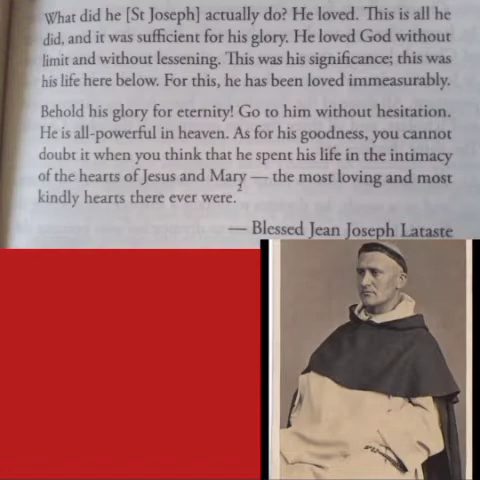 What did he [St Joseph] actually do? He loved. This is all he
did, and it was sufficient for his glory. He loved God without
limit and without lessening. This was his significance; this was
his life here below. For this, he has been loved immeasurably.
Behold his glory for eternity! Go to him without hesitation.
He is all-powerful in heaven. As for his goodness, you cannot
doubt it when you think that he spent his life in the intimacy
of the hearts of Jesus and Mary — the most loving and most
kindly hearts there ever were.
— Blessed Jean Joseph Lataste